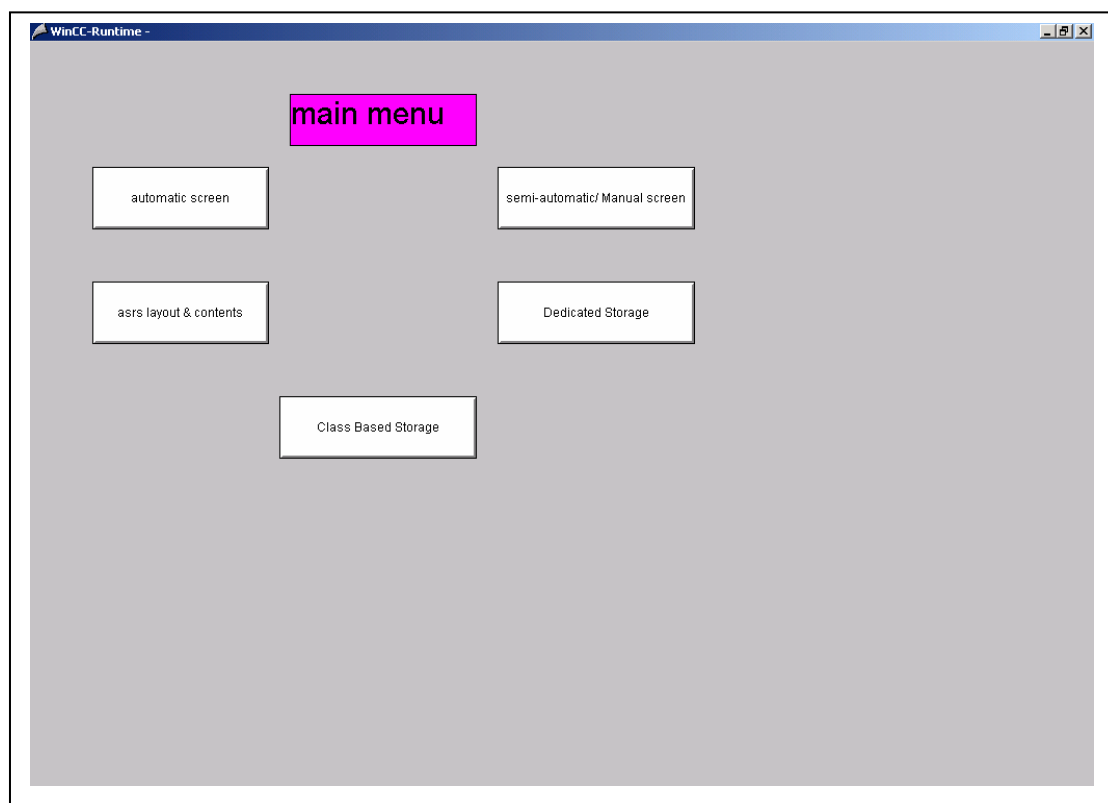 WinCC-Runtime -
main menu
automatic screen
semi-automatic/ Manual screen
asrs layout & contents
Dedicated Storage
Class Based Storage